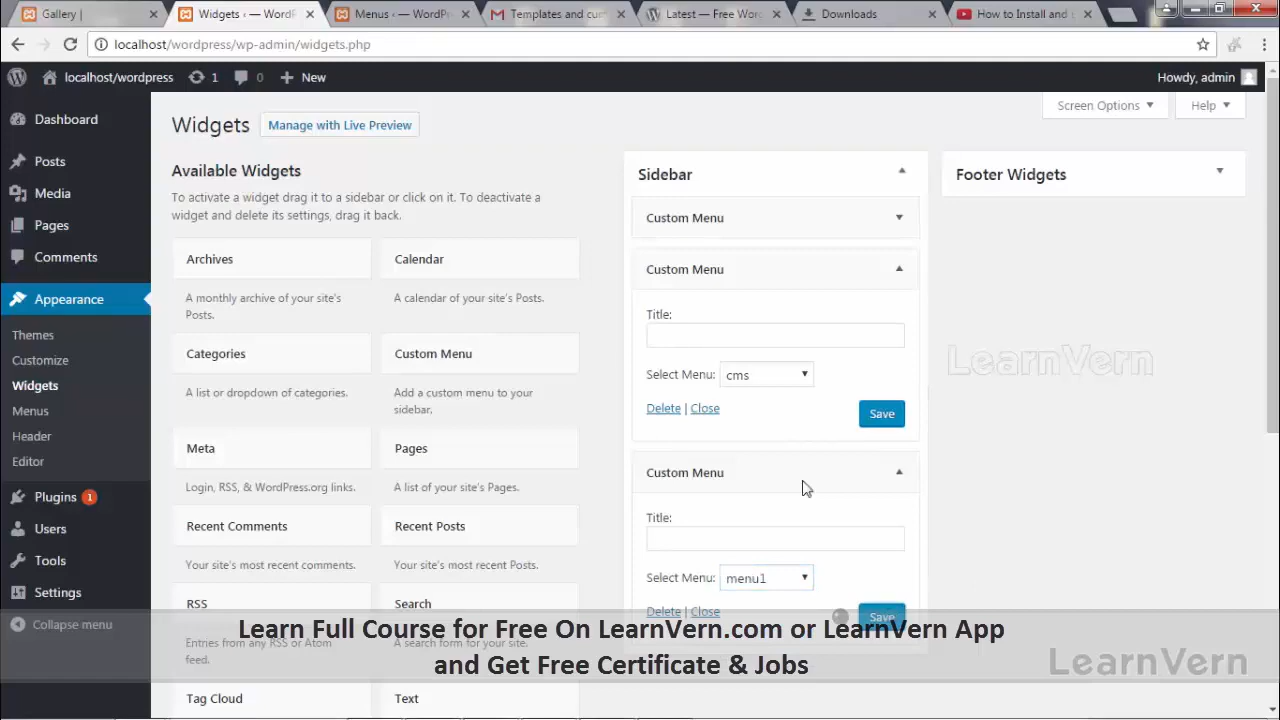 Gallery |
Widgets ‹ — WordPr
Menus ‹ — WordPre
Templates and cum
Latest — Free Word
Downloads
How to Install and
localhost/wordpress/wp-admin/widgets.php
localhost/wordpress 1 0 New Howdy, admin
Screen Options Help
Dashboard
Posts
Media
Pages
Comments
Appearance
Themes
Customize
Widgets
Menus
Header
Editor
Plugins 1
Users
Tools
Settings
Collapse menu
Widgets
Manage with Live Preview
Available Widgets
To activate a widget drag it to a sidebar or click on it. To deactivate a
widget and delete its settings, drag it back.
Archives
A monthly archive of your site's
Posts.
Calendar
A calendar of your site's Posts.
Categories
A list or dropdown of categories.
Custom Menu
Add a custom menu to your
sidebar.
Meta
Login, RSS, & WordPress.org links.
Pages
A list of your site's Pages.
Recent Comments
Your site's most recent comments.
Recent Posts
Your site's most recent Posts.
RSS
Entries from any RSS or Atom
feed.
Search
A search form for your site.
Tag Cloud
Text
Sidebar
Custom Menu
Custom Menu
Title:
Select Menu: cms
Delete | Close
Save
Custom Menu
Title:
Select Menu: menu1
Delete | Close
Save
Footer Widgets
LearnVern
Learn Full Course for Free On LearnVern.com or LearnVern App
and Get Free Certificate & Jobs
LearnVern